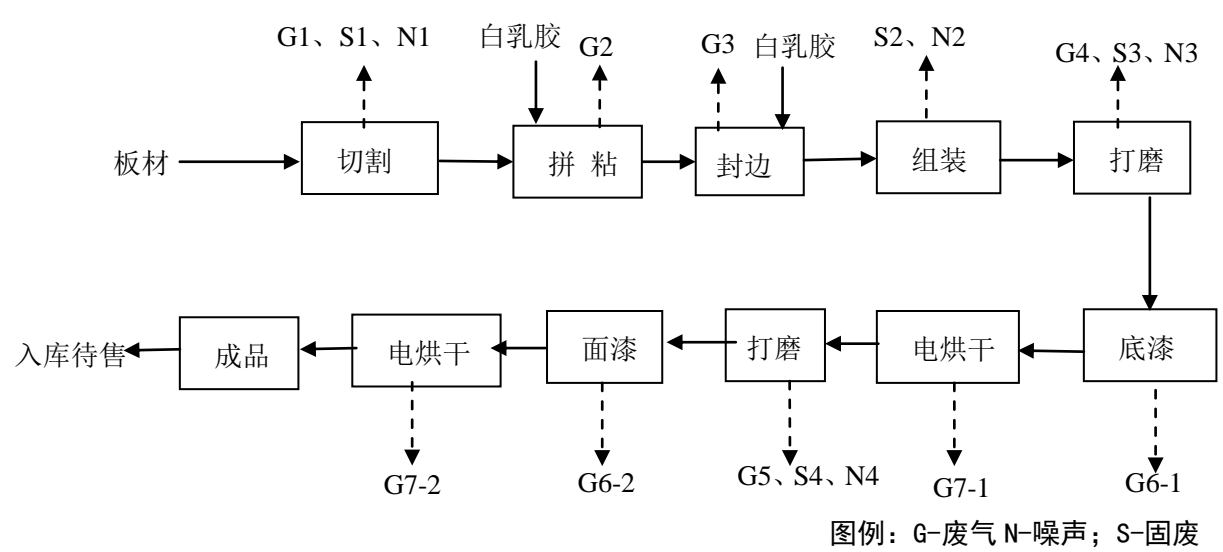 G1、S1、N1 白乳胶 G2 G3 白乳胶 S2、N2 G4、S3、N3
板材 切割 拼 粘 封边 组装 打磨
入库待售 成品 电烘干 面漆 打磨 电烘干 底漆
G7-2 G6-2 G5、S4、N4 G7-1 G6-1
图例：G-废气 N-噪声；S-固废